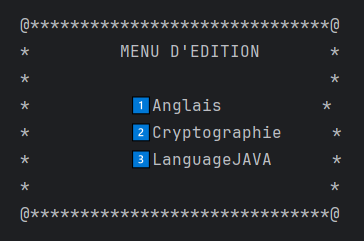 @******************************@
*         MENU D'EDITION       *
*                              *
*          1️⃣Anglais          *
*          2️⃣Cryptographie     *
*          3️⃣LanguageJAVA      *
*                              *
@******************************@